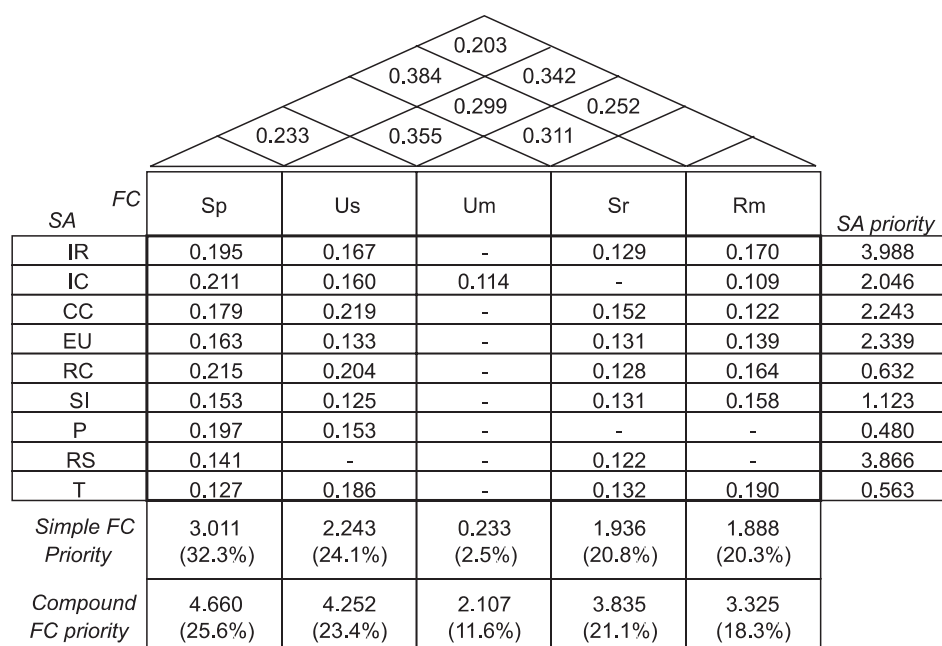 0.203
0.384 0.342
0.299 0.252
0.233 0.355 0.311
FC Sp Us Um Sr Rm
SA SA priority
IR 0.195 0.167 - 0.129 0.170 3.988
IC 0.211 0.160 0.114 - 0.109 2.046
CC 0.179 0.219 - 0.152 0.122 2.243
EU 0.163 0.133 - 0.131 0.139 2.339
RC 0.215 0.204 - 0.128 0.164 0.632
SI 0.153 0.125 - 0.131 0.158 1.123
P 0.197 0.153 - - - 0.480
RS 0.141 - - 0.122 - 3.866
T 0.127 0.186 - 0.132 0.190 0.563
Simple FC 3.011 2.243 0.233 1.936 1.888
Priority (32.3%) (24.1%) (2.5%) (20.8%) (20.3%)
Compound 4.660 4.252 2.107 3.835 3.325
FC priority (25.6%) (23.4%) (11.6%) (21.1%) (18.3%)